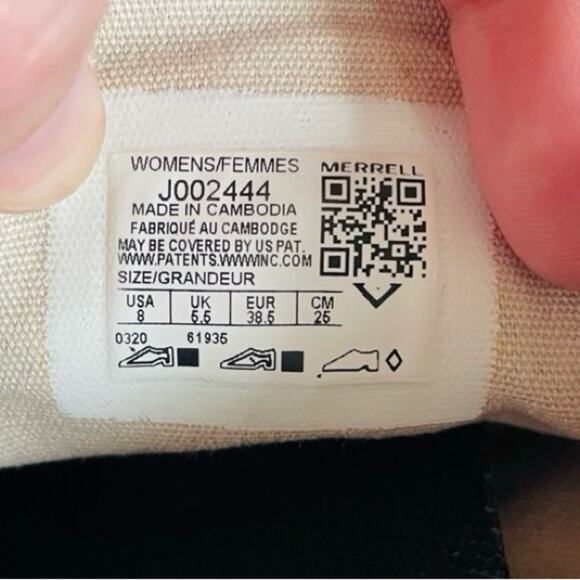 WOMENS/FEMMES
MERRELL
J002444
MADE IN CAMBODIA
FABRIQUÉ AU CAMBODGE
MAY BE COVERED BY US PAT.
WWW.PATENTS.WWWINC.COM
SIZE/GRANDEUR
USA UK EUR CM
8 5.5 38.5 25
0320 61935